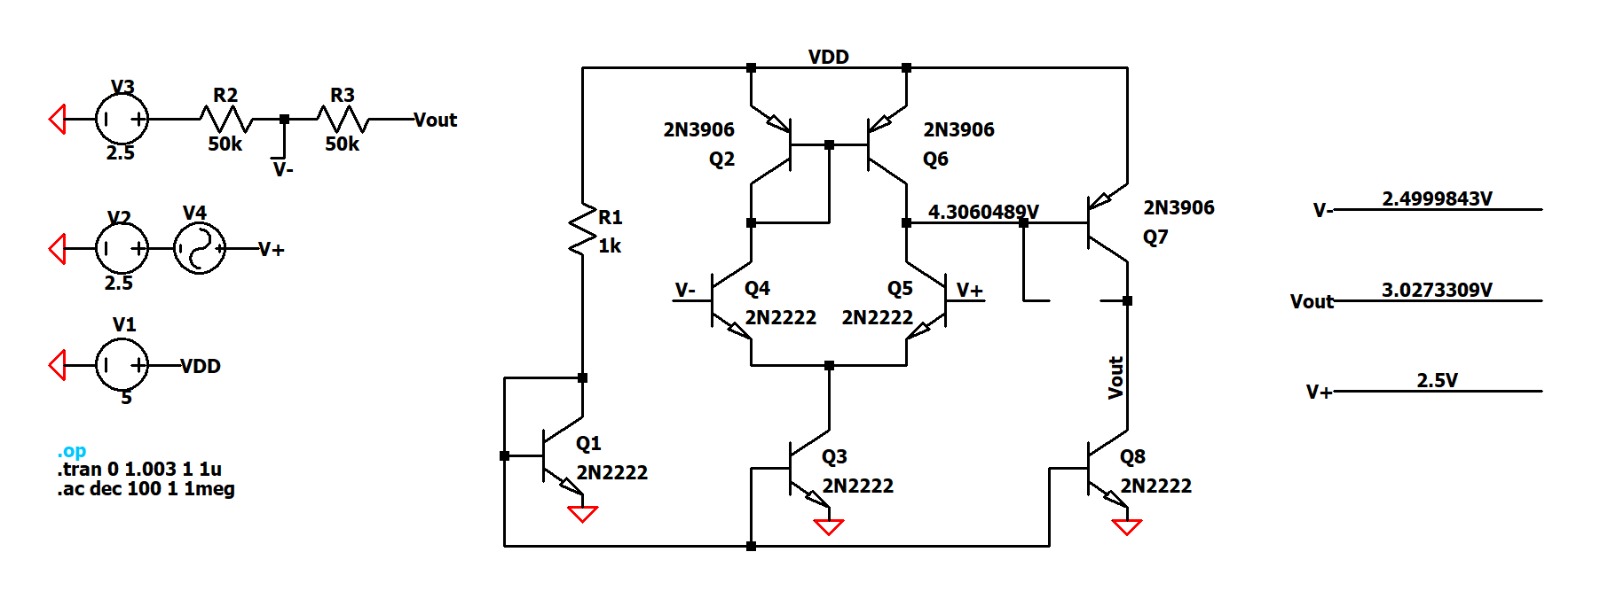 V3
R2
R3
Vout
2.5
50k
50k
V-
V2
V4
V+
2.5
V1
VDD
5
.op
.tran 0 1.003 1 1u
.ac dec 100 1 1meg
VDD
2N3906
Q2
2N3906
Q6
R1
1k
4.3060489V
2N3906
Q7
V-
Q4
2N2222
Q5
2N2222
V+
Vout
Q1
2N2222
Q3
2N2222
Q8
2N2222
V-
2.4999843V
Vout
3.0273309V
V+
2.5V